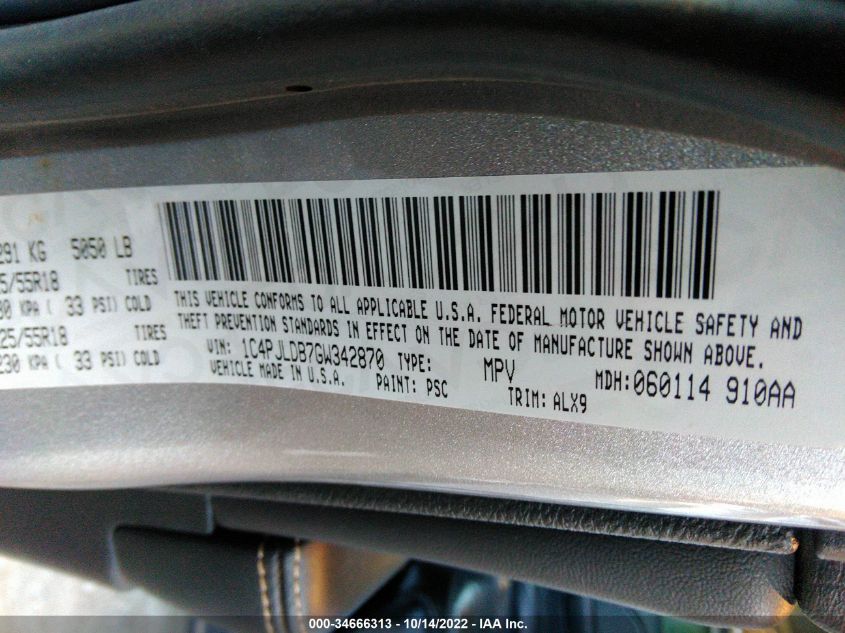 291 KG 5050 LB
5/55R18 TIRES
30 KPA ( 33 PSI) COLD
25/55R18 TIRES
230 KPA ( 33 PSI) COLD
THIS VEHICLE CONFORMS TO ALL APPLICABLE U.S.A. FEDERAL MOTOR VEHICLE SAFETY AND
THEFT PREVENTION STANDARDS IN EFFECT ON THE DATE OF MANUFACTURE SHOWN ABOVE.
VIN: 1C4PJLDB7GW342870 TYPE: MPV MDH:060114 910AA
VEHICLE MADE IN U.S.A. PAINT: PSC TRIM: ALX9
000-34666313 - 10/14/2022 - IAA Inc.